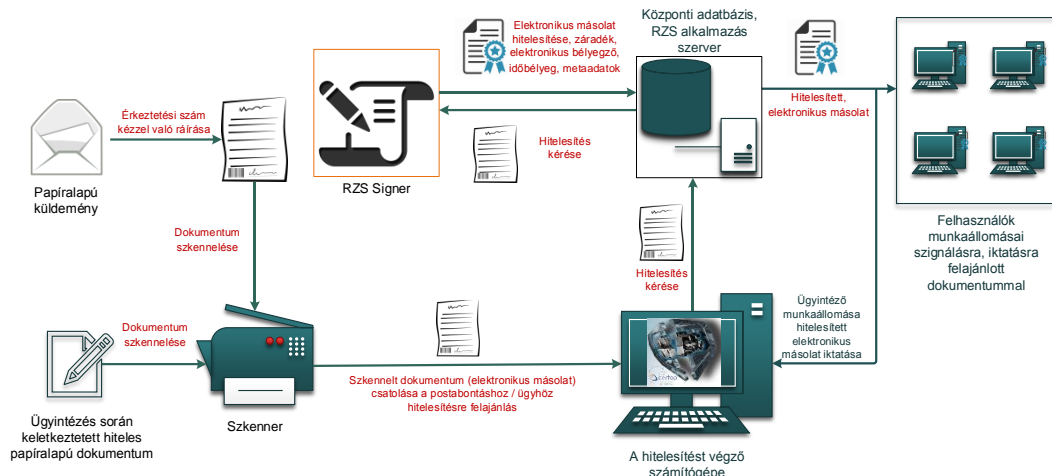 Érkeztetési szám
kézzel való ráírása
Papíralapú
küldemény
Elektronikus másolat
hitelesítése, záradék,
elektronikus bélyegző,
időbélyeg, metaadatok
RZS Signer
Hitelesítés
kérése
Központi adatbázis,
RZS alkalmazás
szerver
Hitelesített,
elektronikus másolat
Felhasználók
munkaállomásai
szignálásra, iktatásra
felajánlott
dokumentummal
Dokumentum
szkennelése
Hitelesítés
kérése
Ügyintéző
munkaállomása
hitelesített
elektronikus
másolat iktatása
Dokumentum
szkennelése
Ügyintézés során
keletkeztetett hiteles
papíralapú dokumentum
Szkenner
Szkennelt dokumentum (elektronikus másolat)
csatolása a postabontáshoz / ügyhöz
hitelesítésre felajánlás
A hitelesítést végző
számítógépe